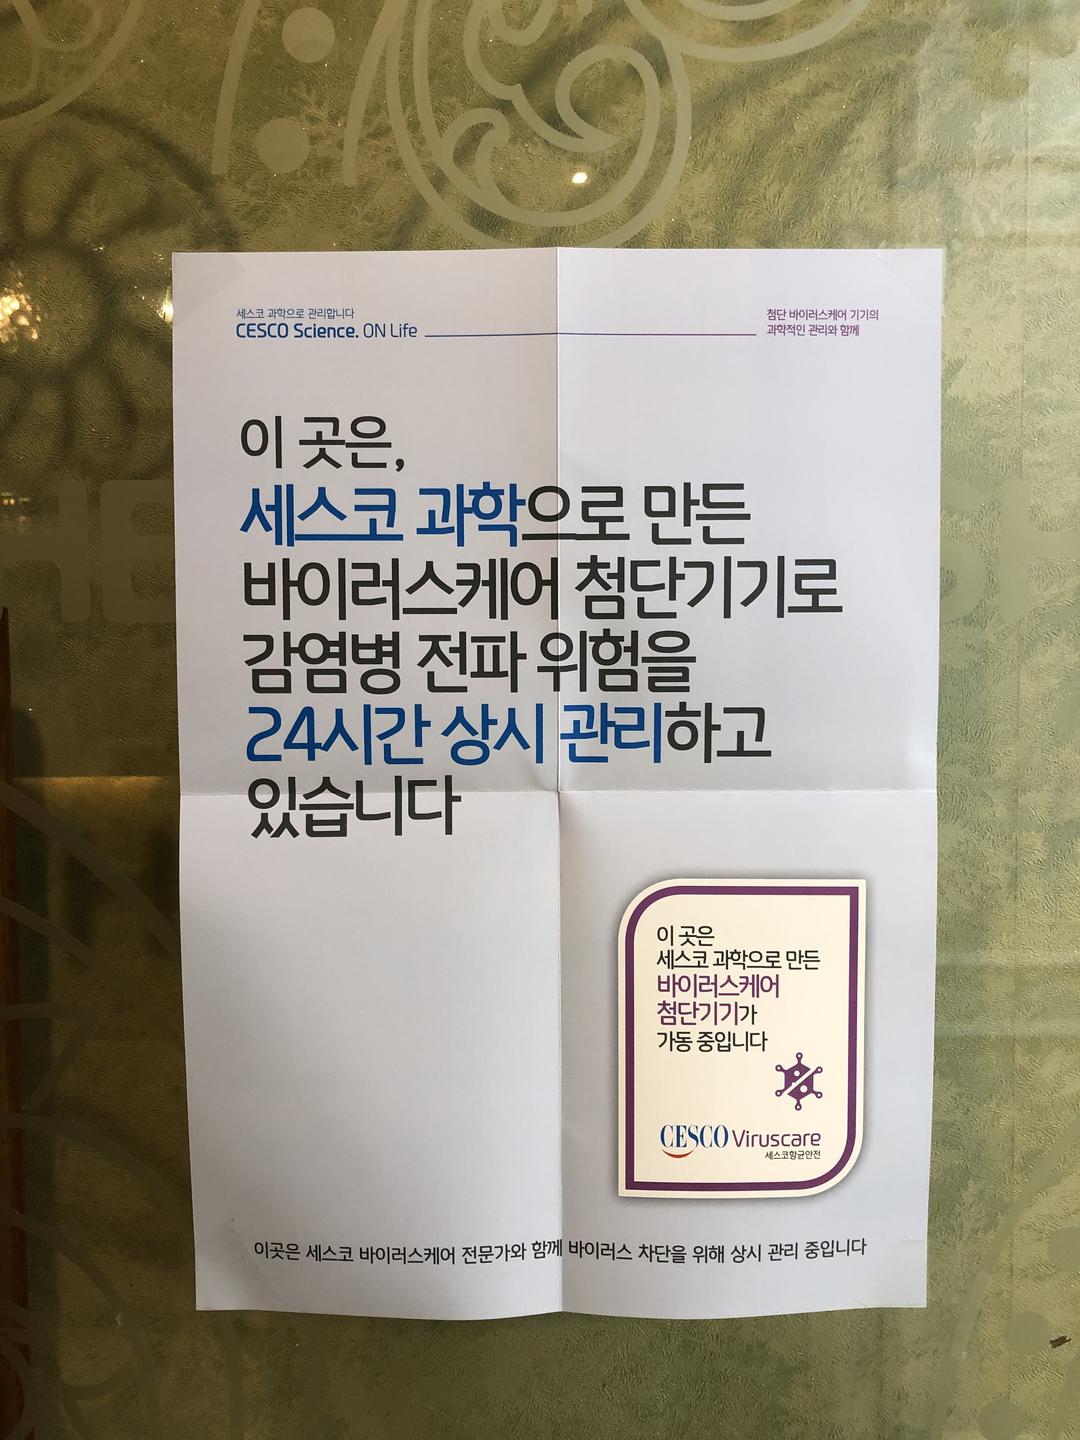 세스코 과학으로 관리합니다
CESCO Science. ON Life
첨단 바이러스케어 기기의
과학적인 관리와 함께
이 곳은,
세스코 과학으로 만든
바이러스케어 첨단기기로
감염병 전파 위험을
24시간 상시 관리하고
있습니다
이 곳은
세스코 과학으로 만든
바이러스케어
첨단기기가
가동 중입니다
CESCO Viruscare
세스코항균안전
이곳은 세스코 바이러스케어 전문가와 함께 바이러스 차단을 위해 상시 관리 중입니다